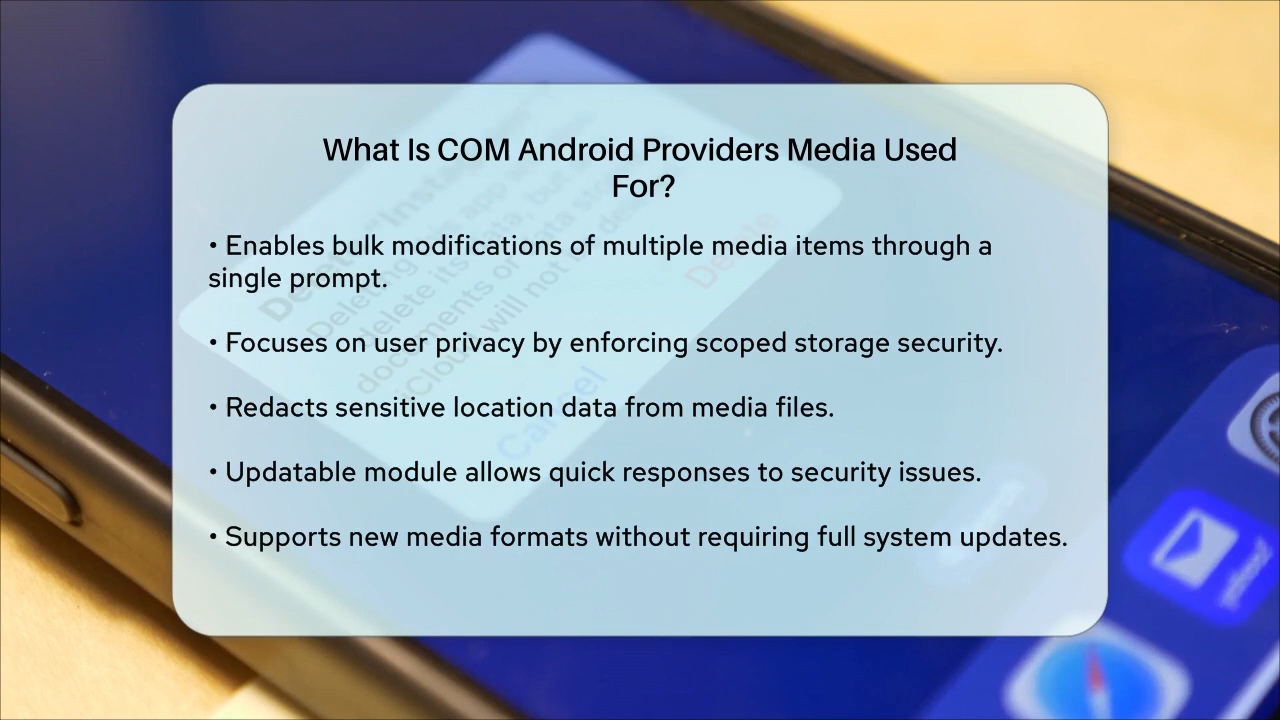 What Is COM Android Providers Media Used
For?
• Enables bulk modifications of multiple media items through a
single prompt.
• Focuses on user privacy by enforcing scoped storage security.
• Redacts sensitive location data from media files.
• Updatable module allows quick responses to security issues.
• Supports new media formats without requiring full system updates.
Delete
Cancel